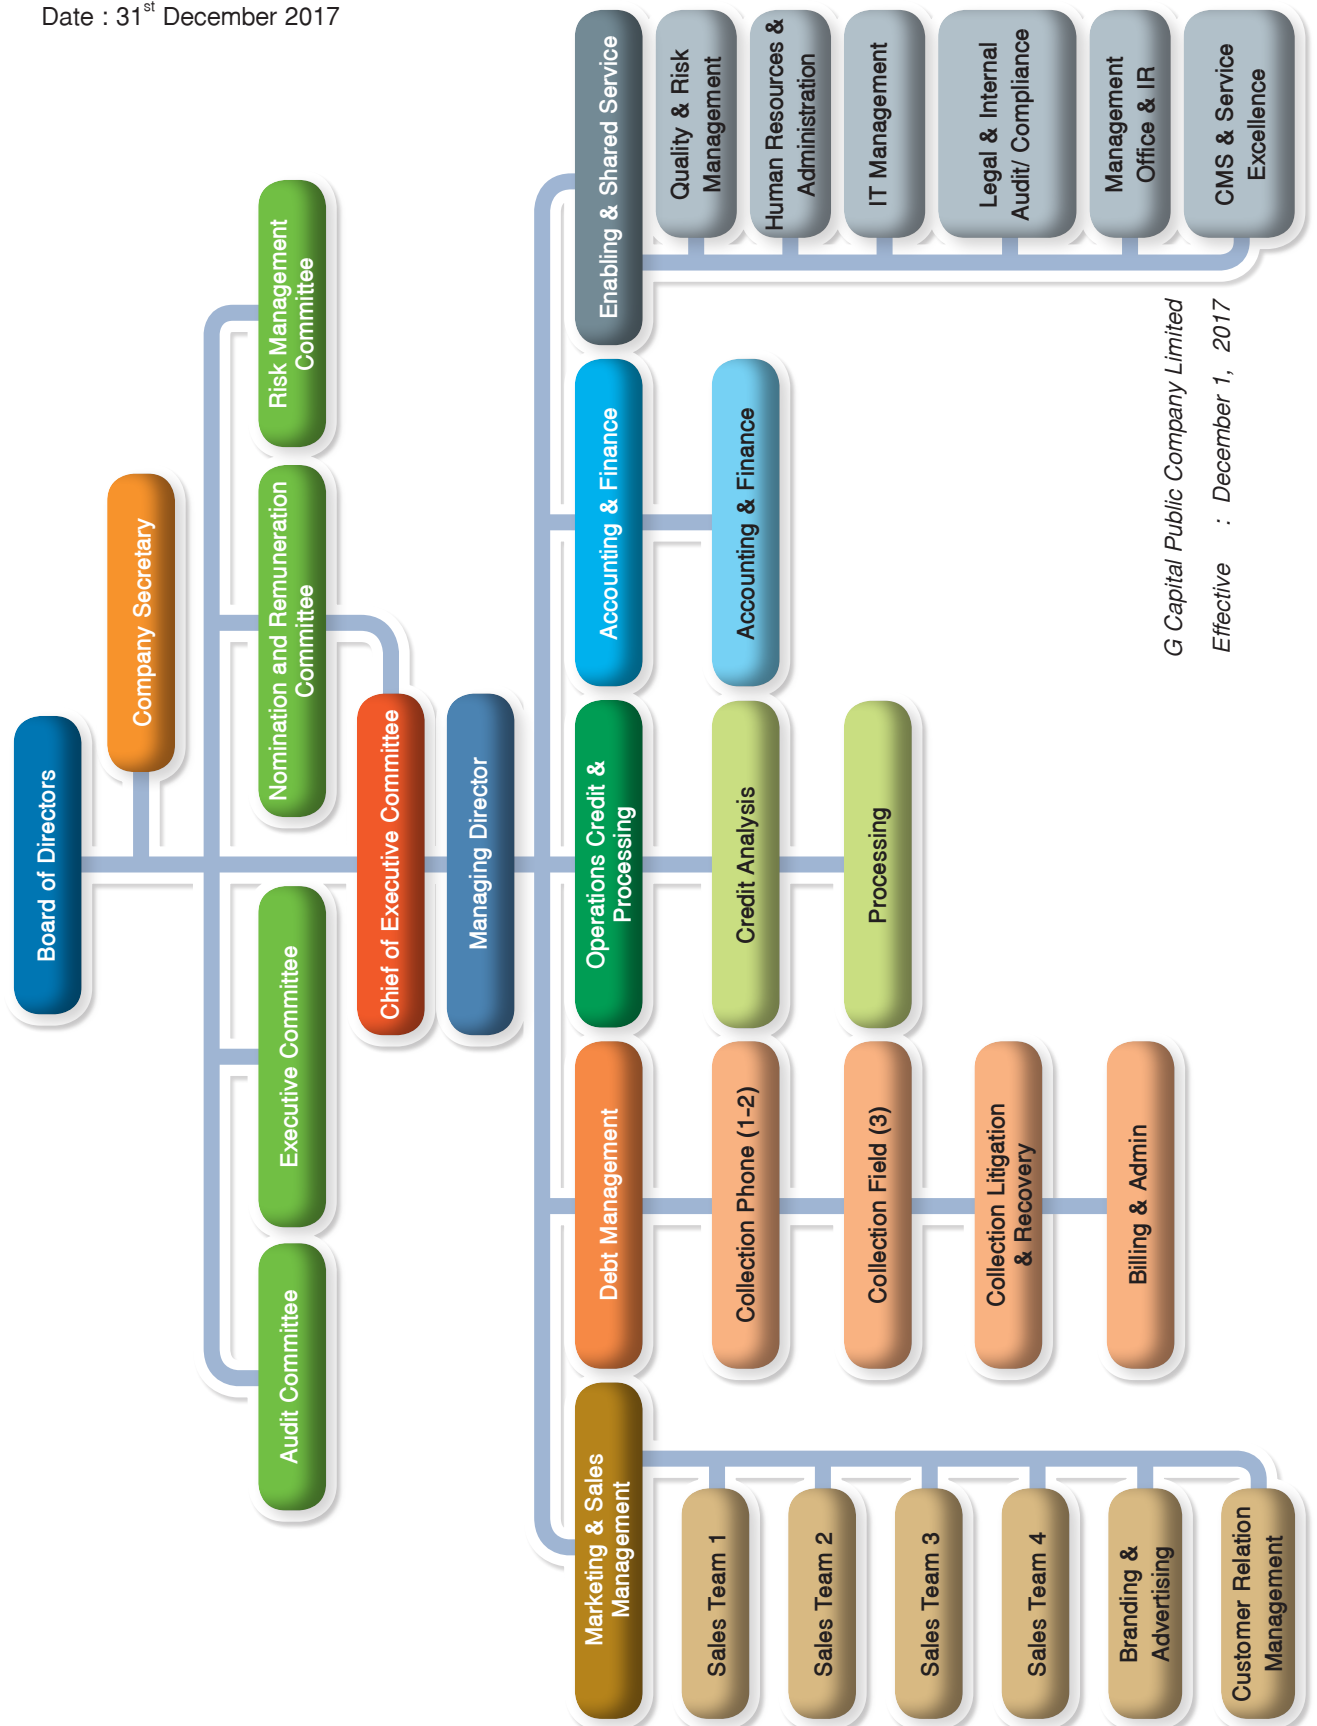 Date : 31st December 2017
Board of Directors
Company Secretary
Audit Committee
Executive Committee
Nomination and Remuneration
Committee
Risk Management
Committee
Chief of Executive Committee
Managing Director
Marketing & Sales
Management
Debt Management
Operations Credit &
Processing
Accounting & Finance
Enabling & Shared Service
Sales Team 1
Sales Team 2
Sales Team 3
Sales Team 4
Branding &
Advertising
Customer Relation
Management
Collection Phone (1-2)
Collection Field (3)
Collection Litigation
& Recovery
Billing & Admin
Credit Analysis
Processing
Accounting & Finance
Quality & Risk
Management
Human Resources &
Administration
IT Management
Legal & Internal
Audit/ Compliance
Management
Office & IR
CMS & Service
Excellence
G Capital Public Company Limited
Effective : December 1, 2017